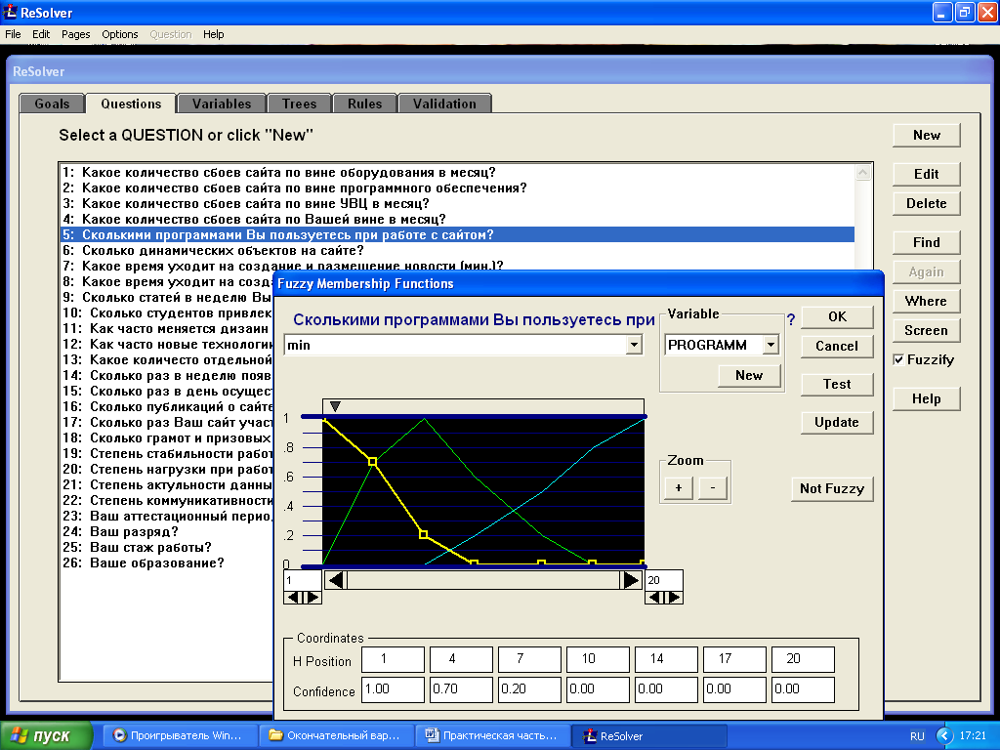 ReSolver
File Edit Pages Options Question Help
ReSolver
Goals Questions Variables Trees Rules Validation
Select a QUESTION or click "New"
New
Edit
Delete
Find
Again
Where
Screen
Fuzzify
Help
1: Какое количество сбоев сайта по вине оборудования в месяц?
2: Какое количество сбоев сайта по вине программного обеспечения?
3: Какое количество сбоев сайта по вине УВЦ в месяц?
4: Какое количество сбоев сайта по Вашей вине в месяц?
5: Сколькими программами Вы пользуетесь при работе с сайтом?
6: Сколько динамических объектов на сайте?
7: Какое время уходит на создание и размещение новости (мин.)?
8: Какое время уходит на созд
9: Сколько статей в неделю Вы
10: Сколько студентов привлек
11: Как часто меняется дизаин
12: Как часто новые технологии
13: Какое количесто отдельной
14: Сколько раз в неделю появ
15: Сколько раз в день осущест
16: Сколько публикаций о сайте
17: Сколько раз Ваш сайт участ
18: Сколько грамот и призовых
19: Степень стабильности работ
20: Степень нагрузки при работ
21: Степень актульности данны
22: Степень коммуникативности
23: Ваш аттестационный период
24: Ваш разряд?
25: Ваш стаж работы?
26: Ваше образование?
Fuzzy Membership Functions
Сколькими программами Вы пользуетесь при ?
min
Variable
PROGRAMM
New
OK
Cancel
Test
Update
Not Fuzzy
Zoom
+ -
1
.8
.6
.4
.2
0
1 20
Coordinates
H Position 1 4 7 10 14 17 20
Confidence 1.00 0.70 0.20 0.00 0.00 0.00 0.00
пуск Проигрыватель Win... Окончательный вар... Практическая часть... ReSolver RU 17:21